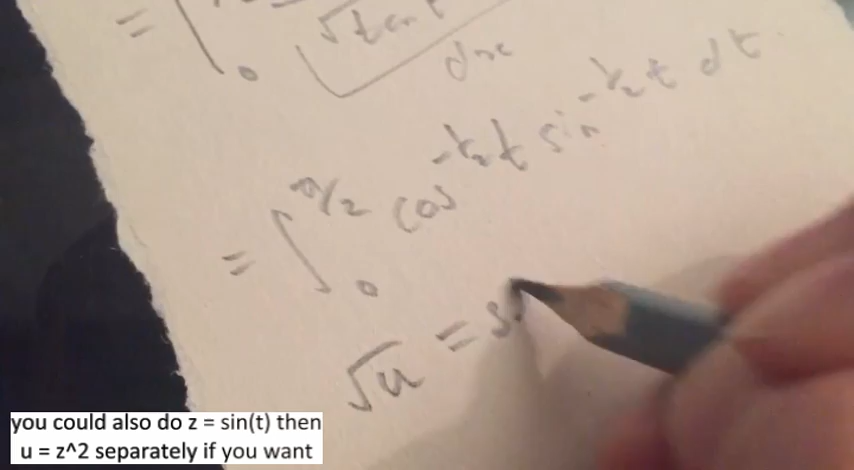 = ∫₀ √tan t
dx
= ∫₀^(π/2) cos^(-1/2) t sin^(-1/2) t dt
√u = s
you could also do z = sin(t) then
u = z^2 separately if you want